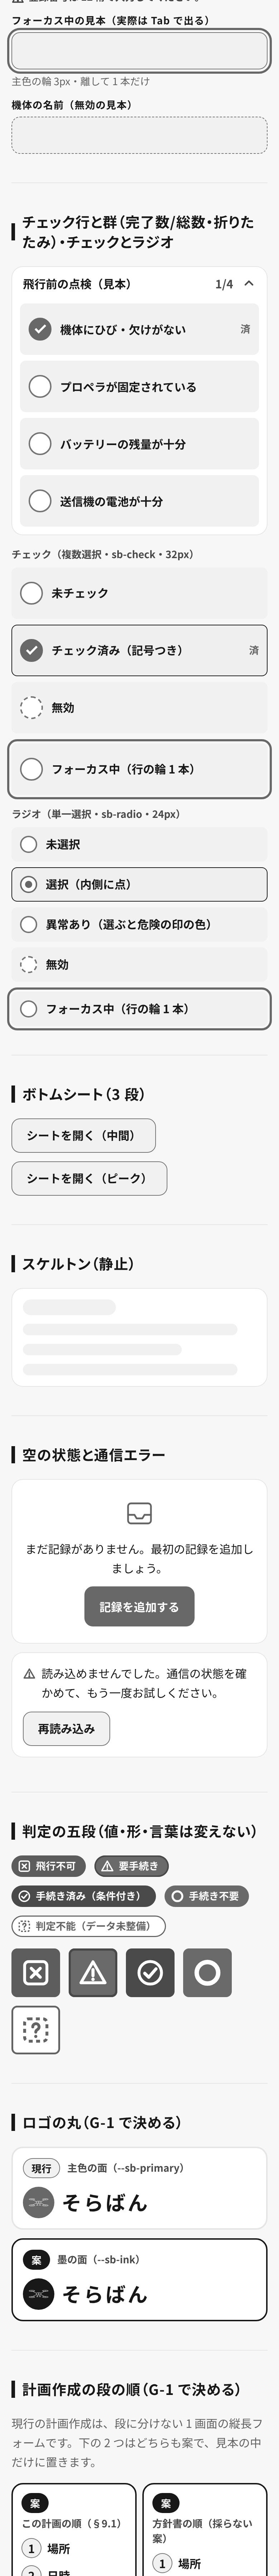 フォーカス中の見本（実際は Tab で出る）
主色の輪 3px・離して 1 本だけ
機体の名前（無効の見本）
チェック行と群（完了数/総数・折りた
たみ）・チェックとラジオ
飛行前の点検（見本） 1/4
機体にひび・欠けがない 済
プロペラが固定されている
バッテリーの残量が十分
送信機の電池が十分
チェック（複数選択・sb-check・32px）
未チェック
チェック済み（記号つき） 済
無効
フォーカス中（行の輪 1 本）
ラジオ（単一選択・sb-radio・24px）
未選択
選択（内側に点）
異常あり（選ぶと危険の印の色）
無効
フォーカス中（行の輪 1 本）
ボトムシート（3 段）
シートを開く（中間）
シートを開く（ピーク）
スケルトン（静止）
空の状態と通信エラー
まだ記録がありません。最初の記録を追加し
ましょう。
記録を追加する
読み込めませんでした。通信の状態を確
かめて、もう一度お試しください。
再読み込み
判定の五段（値・形・言葉は変えない）
飛行不可 要手続き
手続き済み（条件付き） 手続き不要
判定不能（データ未整備）
ロゴの丸（G-1 で決める）
現行 主色の面（--sb-primary）
そらばん
案 墨の面（--sb-ink）
そらばん
計画作成の段の順（G-1 で決める）
現行の計画作成は、段に分けない 1 画面の縦長フ
ォームです。下の 2 つはどちらも案で、見本の中
だけに置きます。
案
この計画の順（§9.1）
1 場所
案
方針書の順（採らない
案）
1 場所